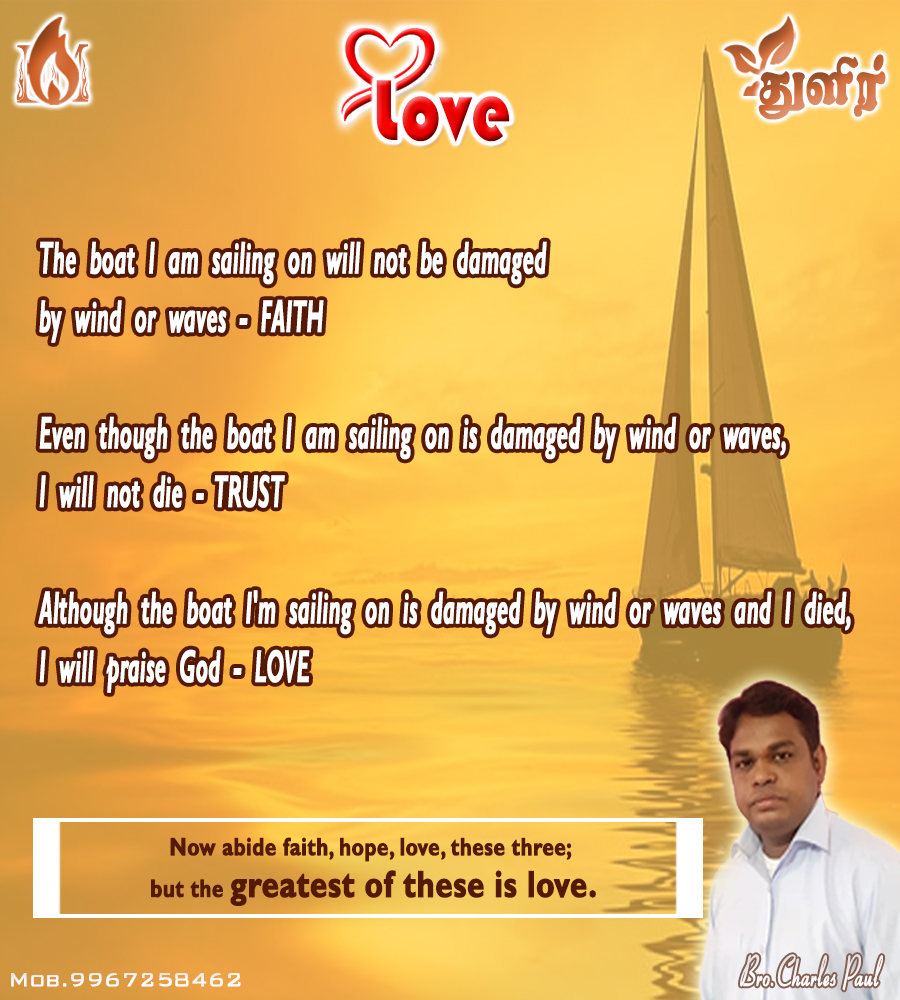 Love
துளிர்
The boat I am sailing on will not be damaged
by wind or waves - FAITH
Even though the boat I am sailing on is damaged by wind or waves,
I will not die - TRUST
Although the boat I'm sailing on is damaged by wind or waves and I died,
I will praise God - LOVE
Now abide faith, hope, love, these three;
but the greatest of these is love.
Mob.9967258462
Bro.Charles Paul